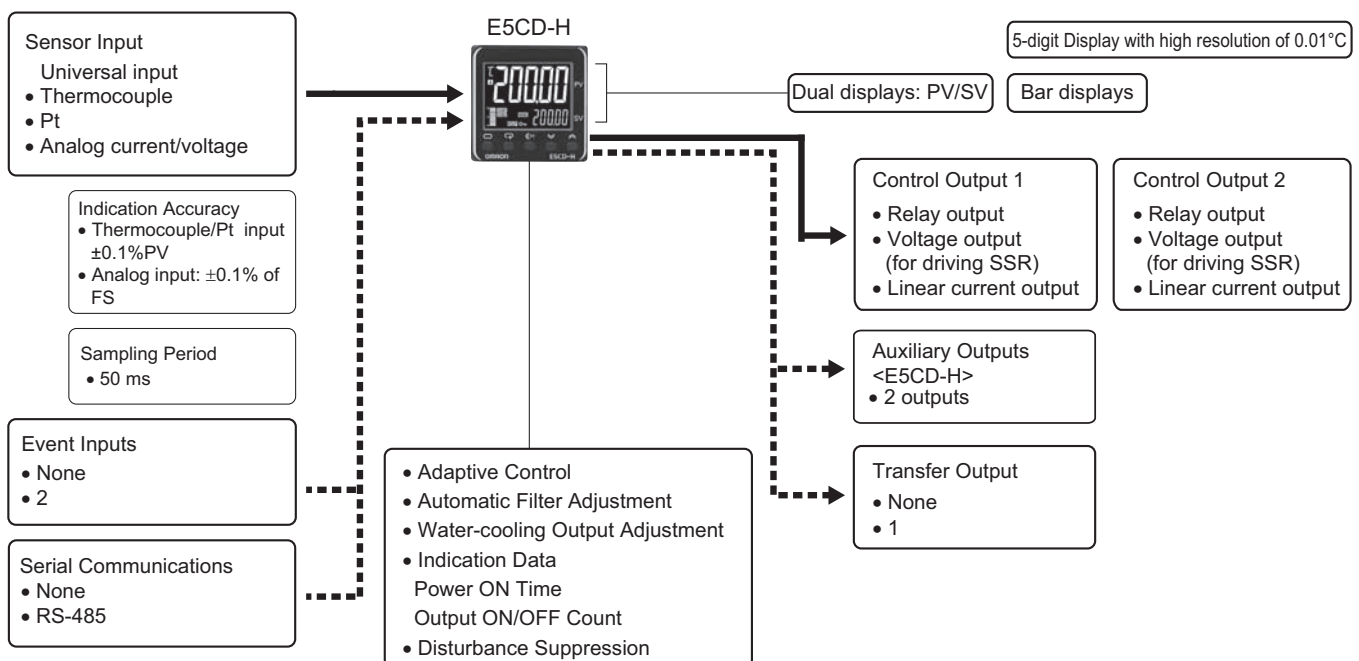 E5CD-H
5-digit Display with high resolution of 0.01°C
Dual displays: PV/SV
Bar displays
Sensor Input
Universal input
• Thermocouple
• Pt
• Analog current/voltage
Indication Accuracy
• Thermocouple/Pt input
±0.1%PV
• Analog input: ±0.1% of
FS
Sampling Period
• 50 ms
Event Inputs
• None
• 2
Serial Communications
• None
• RS-485
200.00
PV
200.00
SV
OMRON
E5CD-H
• Adaptive Control
• Automatic Filter Adjustment
• Water-cooling Output Adjustment
• Indication Data
Power ON Time
Output ON/OFF Count
• Disturbance Suppression
Control Output 1
• Relay output
• Voltage output
(for driving SSR)
• Linear current output
Control Output 2
• Relay output
• Voltage output
(for driving SSR)
• Linear current output
Auxiliary Outputs
<E5CD-H>
• 2 outputs
Transfer Output
• None
• 1